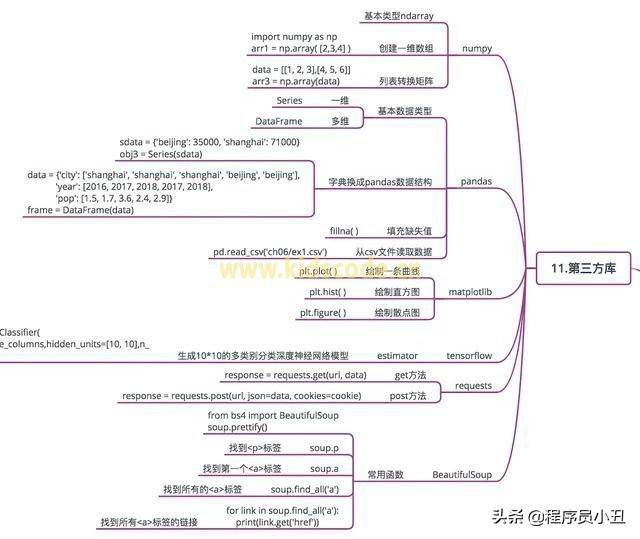 基本类型ndarray
import numpy as np
arr1 = np.array( [2,3,4] )
创建一维数组
numpy
data = [[1, 2, 3],[4, 5, 6]]
arr3 = np.array(data)
列表转换矩阵
Series 一维
基本数据类型
DataFrame 多维
sdata = {'beijing': 35000, 'shanghai': 71000}
obj3 = Series(sdata)
data = {'city': ['shanghai', 'shanghai', 'shanghai', 'beijing', 'beijing'],
'year': [2016, 2017, 2018, 2017, 2018],
'pop': [1.5, 1.7, 3.6, 2.4, 2.9]}
frame = DataFrame(data)
字典换成pandas数据结构
pandas
fillna( ) 填充缺失值
pd.read_csv('ch06/ex1.csv') 从csv文件读取数据
www.kidscode.cn
11.第三方库
plt.plot( ) 绘制一条曲线
plt.hist( ) 绘制直方图
matplotlib
plt.figure( ) 绘制散点图
Classifier(
e_columns,hidden_units=[10, 10],n_
生成10*10的多类别分类深度神经网络模型
estimator
tensorflow
response = requests.get(url, data) get方法
requests
response = requests.post(url, json=data, cookies=cookie) post方法
from bs4 import BeautifulSoup
soup.prettify()
找到<p>标签 soup.p
找到第一个<a>标签 soup.a
常用函数
BeautifulSoup
找到所有的<a>标签 soup.find_all('a')
for link in soup.find_all('a'):
print(link.get('href'))
找到所有<a>标签的链接
头条 @程序员小丑